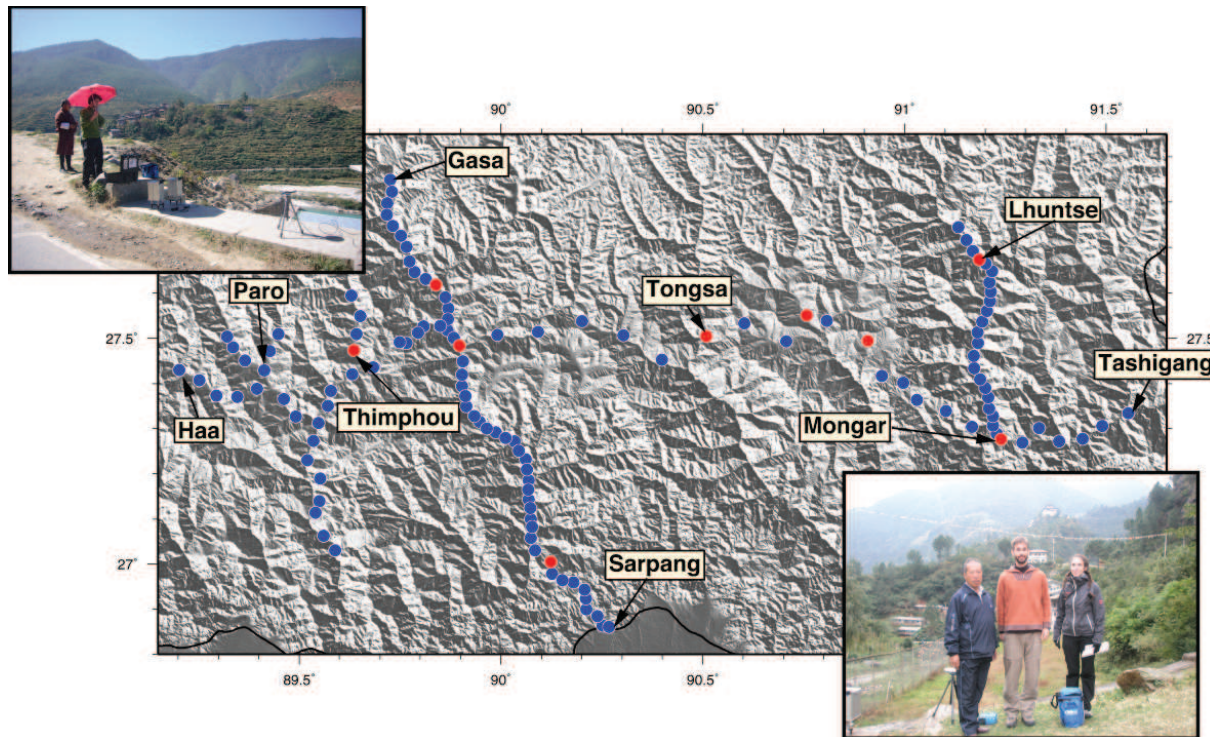 90°
90.5°
91°
91.5°
Gasa
Lhuntse
Paro
Tongsa
27.5°
27.5
Tashigang
Haa
Thimphou
Mongar
27°
Sarpang
89.5°
90°
90.5°